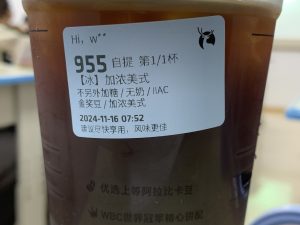 Hi, w**
955 自提 第1/1杯
【冰】加浓美式
不另外加糖 / 无奶 / IIAC
金奖豆 / 加浓美式
2024-11-16 07:52
建议尽快享用，风味更佳
优选上等阿拉比卡豆
WBC世界冠军精心拼配